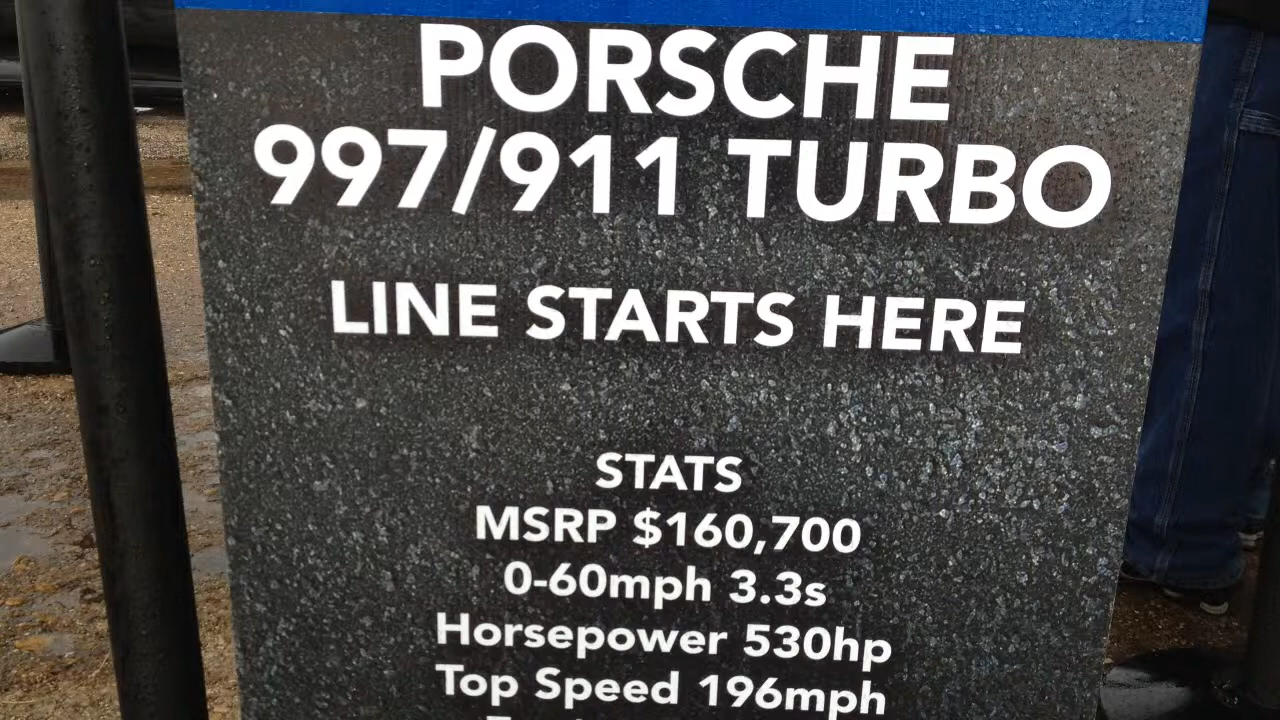 PORSCHE
997/911 TURBO
LINE STARTS HERE
STATS
MSRP $160,700
0-60mph 3.3s
Horsepower 530hp
Top Speed 196mph